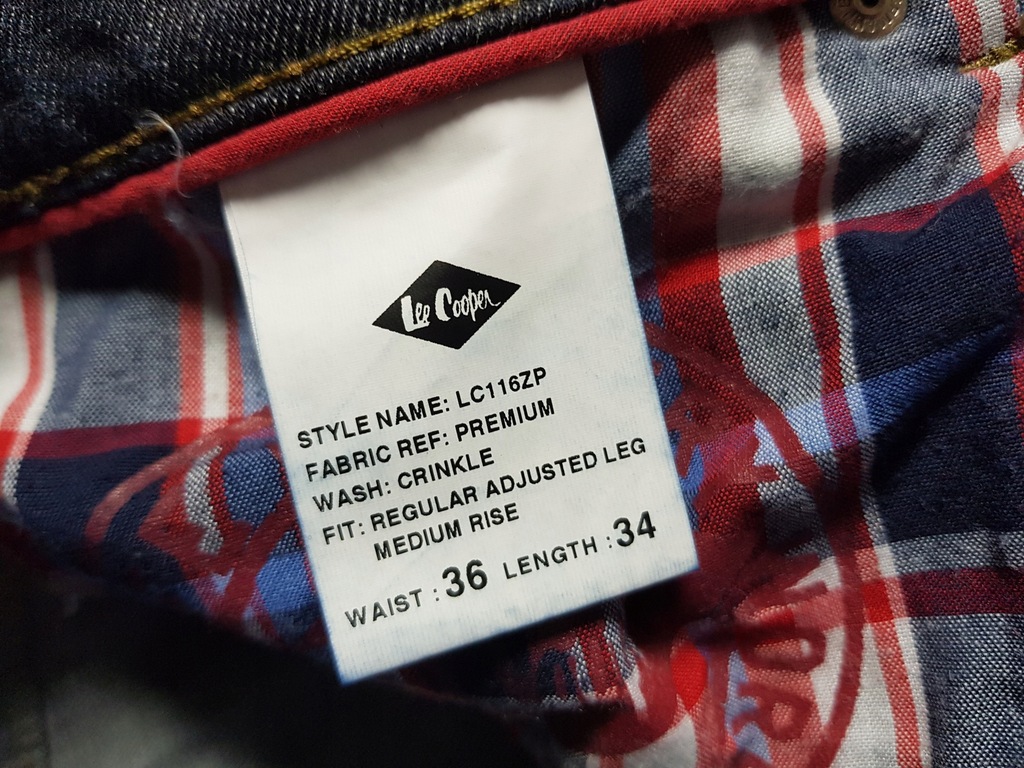 Lee Cooper
STYLE NAME: LC116ZP
FABRIC REF: PREMIUM
WASH: CRINKLE
FIT: REGULAR ADJUSTED LEG
MEDIUM RISE
WAIST : 36 LENGTH : 34